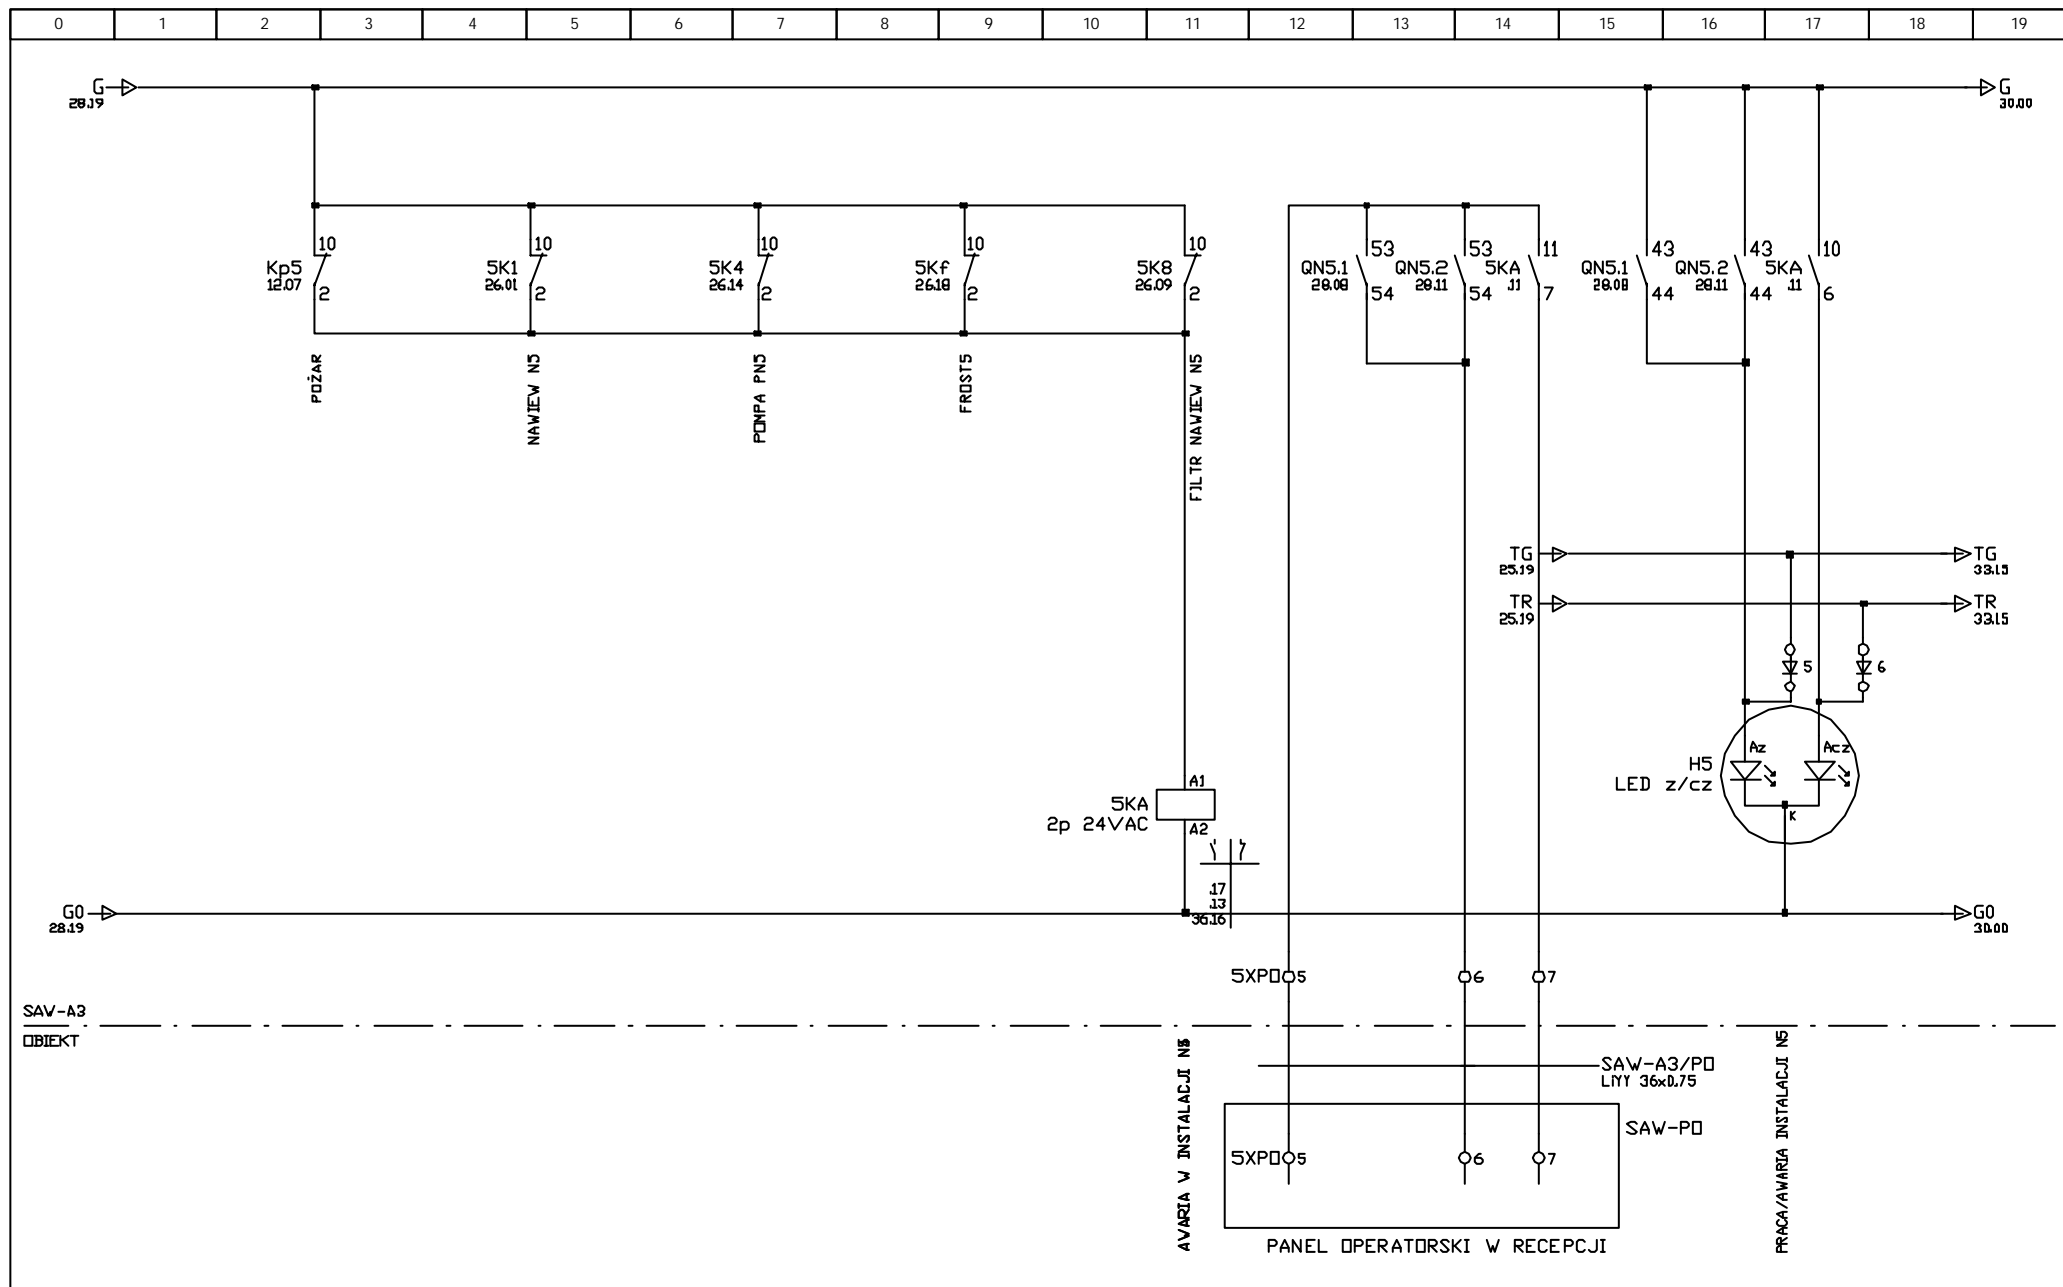 0 1 2 3 4 5 6 7 8 9 10 11 12 13 14 15 16 17 18 19
G
28.19
G
30.00
10
Kp5
12.07
2
10
5K1
26.01
2
10
5K4
26.14
2
10
5Kf
26.18
2
10
5K8
26.09
2
53
QN5.1
28.08
54
53
QN5.2
28.11
54
11
5KA
.11
7
43
QN5.1
28.08
44
43
QN5.2
28.11
44
10
5KA
.11
6
POŻAR
NAWIEW N5
POMPA PN5
FROST5
FILTR NAWIEW N5
TG
25.19
TG
33.15
TR
25.19
TR
33.15
5
6
Az
Acz
H5
LED z/cz
K
A1
5KA
2p 24VAC
A2
.17
.13
36.16
G0
28.19
G0
30.00
5XPO 5 6 7
SAW-A3
OBIEKT
AWARIA W INSTALACJI
SAW-A3/PO
LIYY 36x0.75
SAW-PO
5XPO 5 6 7
PANEL OPERATORSKI W RECEPCJI
PRACA/AWARIA INSTALACJI N5